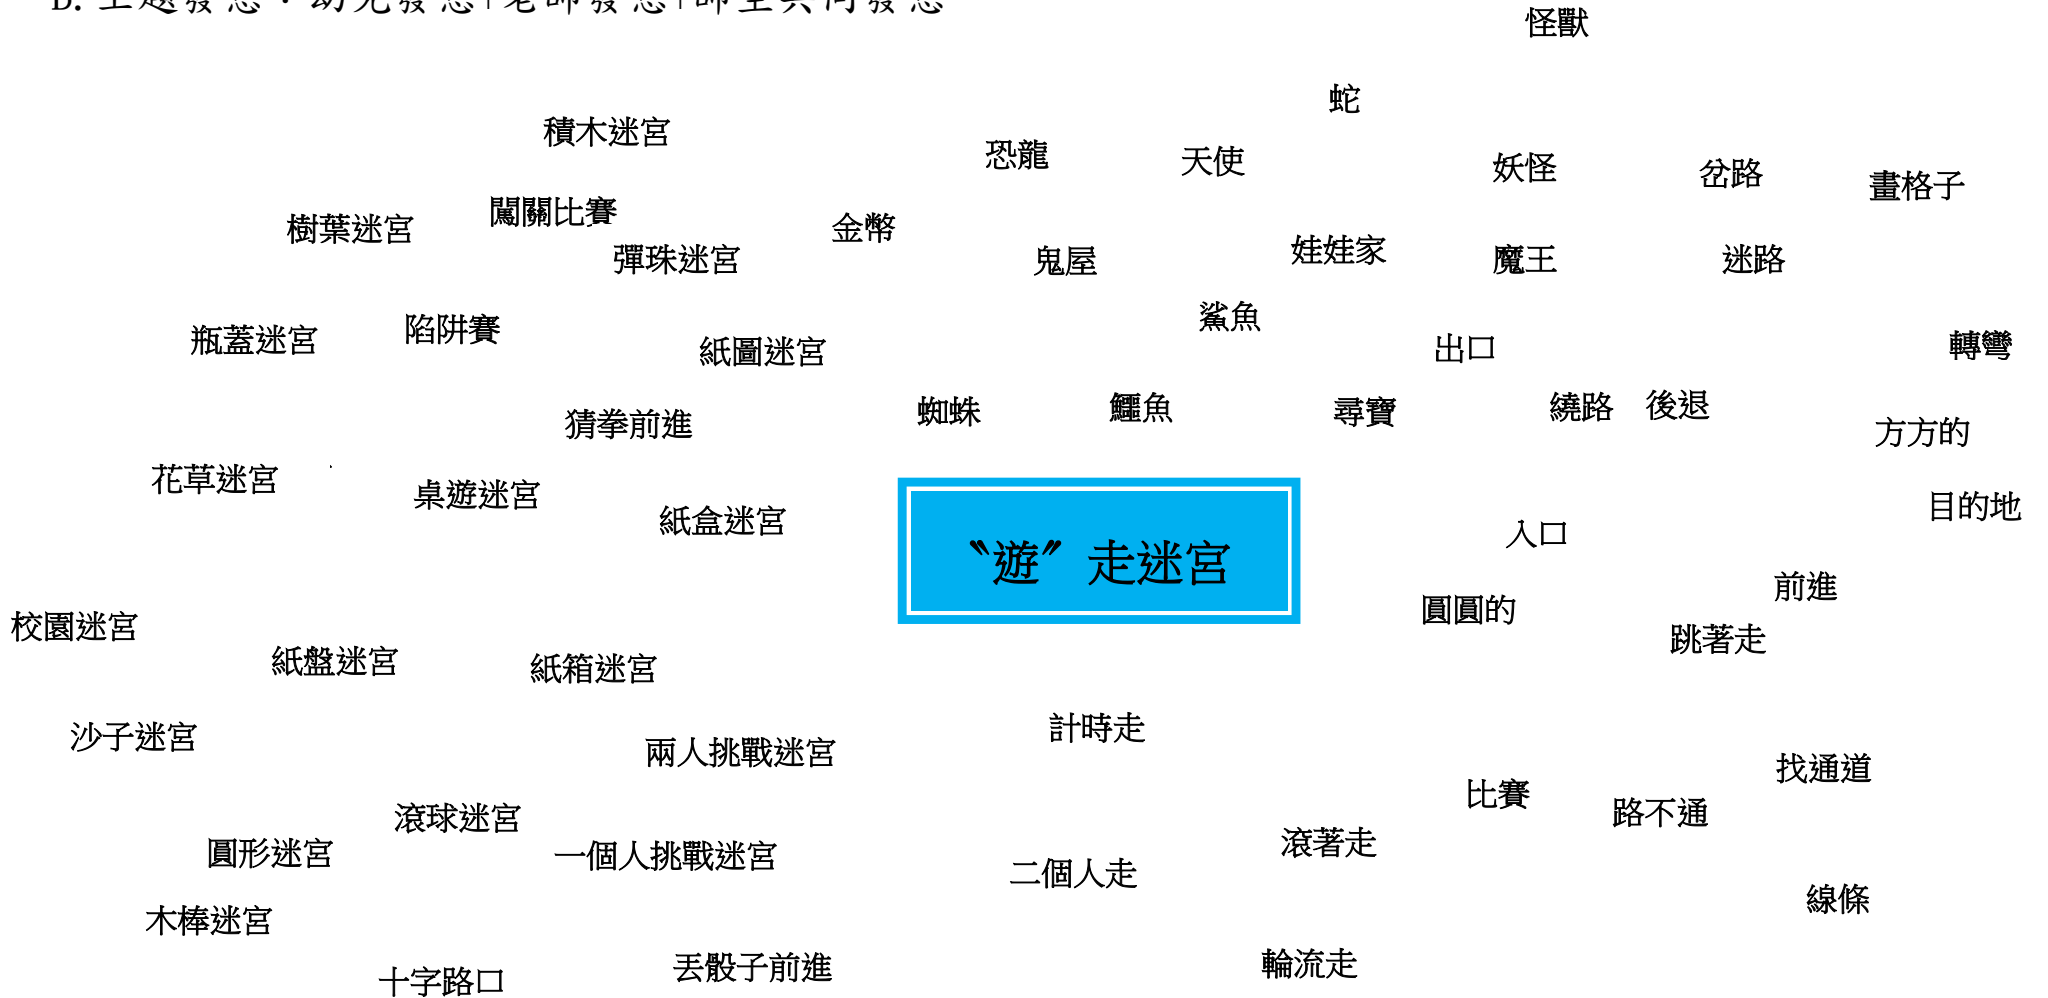 怪獸
蛇
積木迷宮
恐龍
天使
妖怪
岔路
畫格子
闖關比賽
樹葉迷宮
金幣
彈珠迷宮
鬼屋
娃娃家
魔王
迷路
鯊魚
陷阱賽
瓶蓋迷宮
紙圖迷宮
出口
轉彎
猜拳前進
蜘蛛
鱷魚
尋寶
繞路
後退
方方的
花草迷宮
桌遊迷宮
紙盒迷宮
目的地
入口
〝遊〞走迷宮
前進
圓圓的
校園迷宮
跳著走
紙盤迷宮
紙箱迷宮
沙子迷宮
計時走
兩人挑戰迷宮
找通道
比賽
路不通
滾球迷宮
滾著走
圓形迷宮
一個人挑戰迷宮
二個人走
線條
木棒迷宮
丟骰子前進
輪流走
十字路口